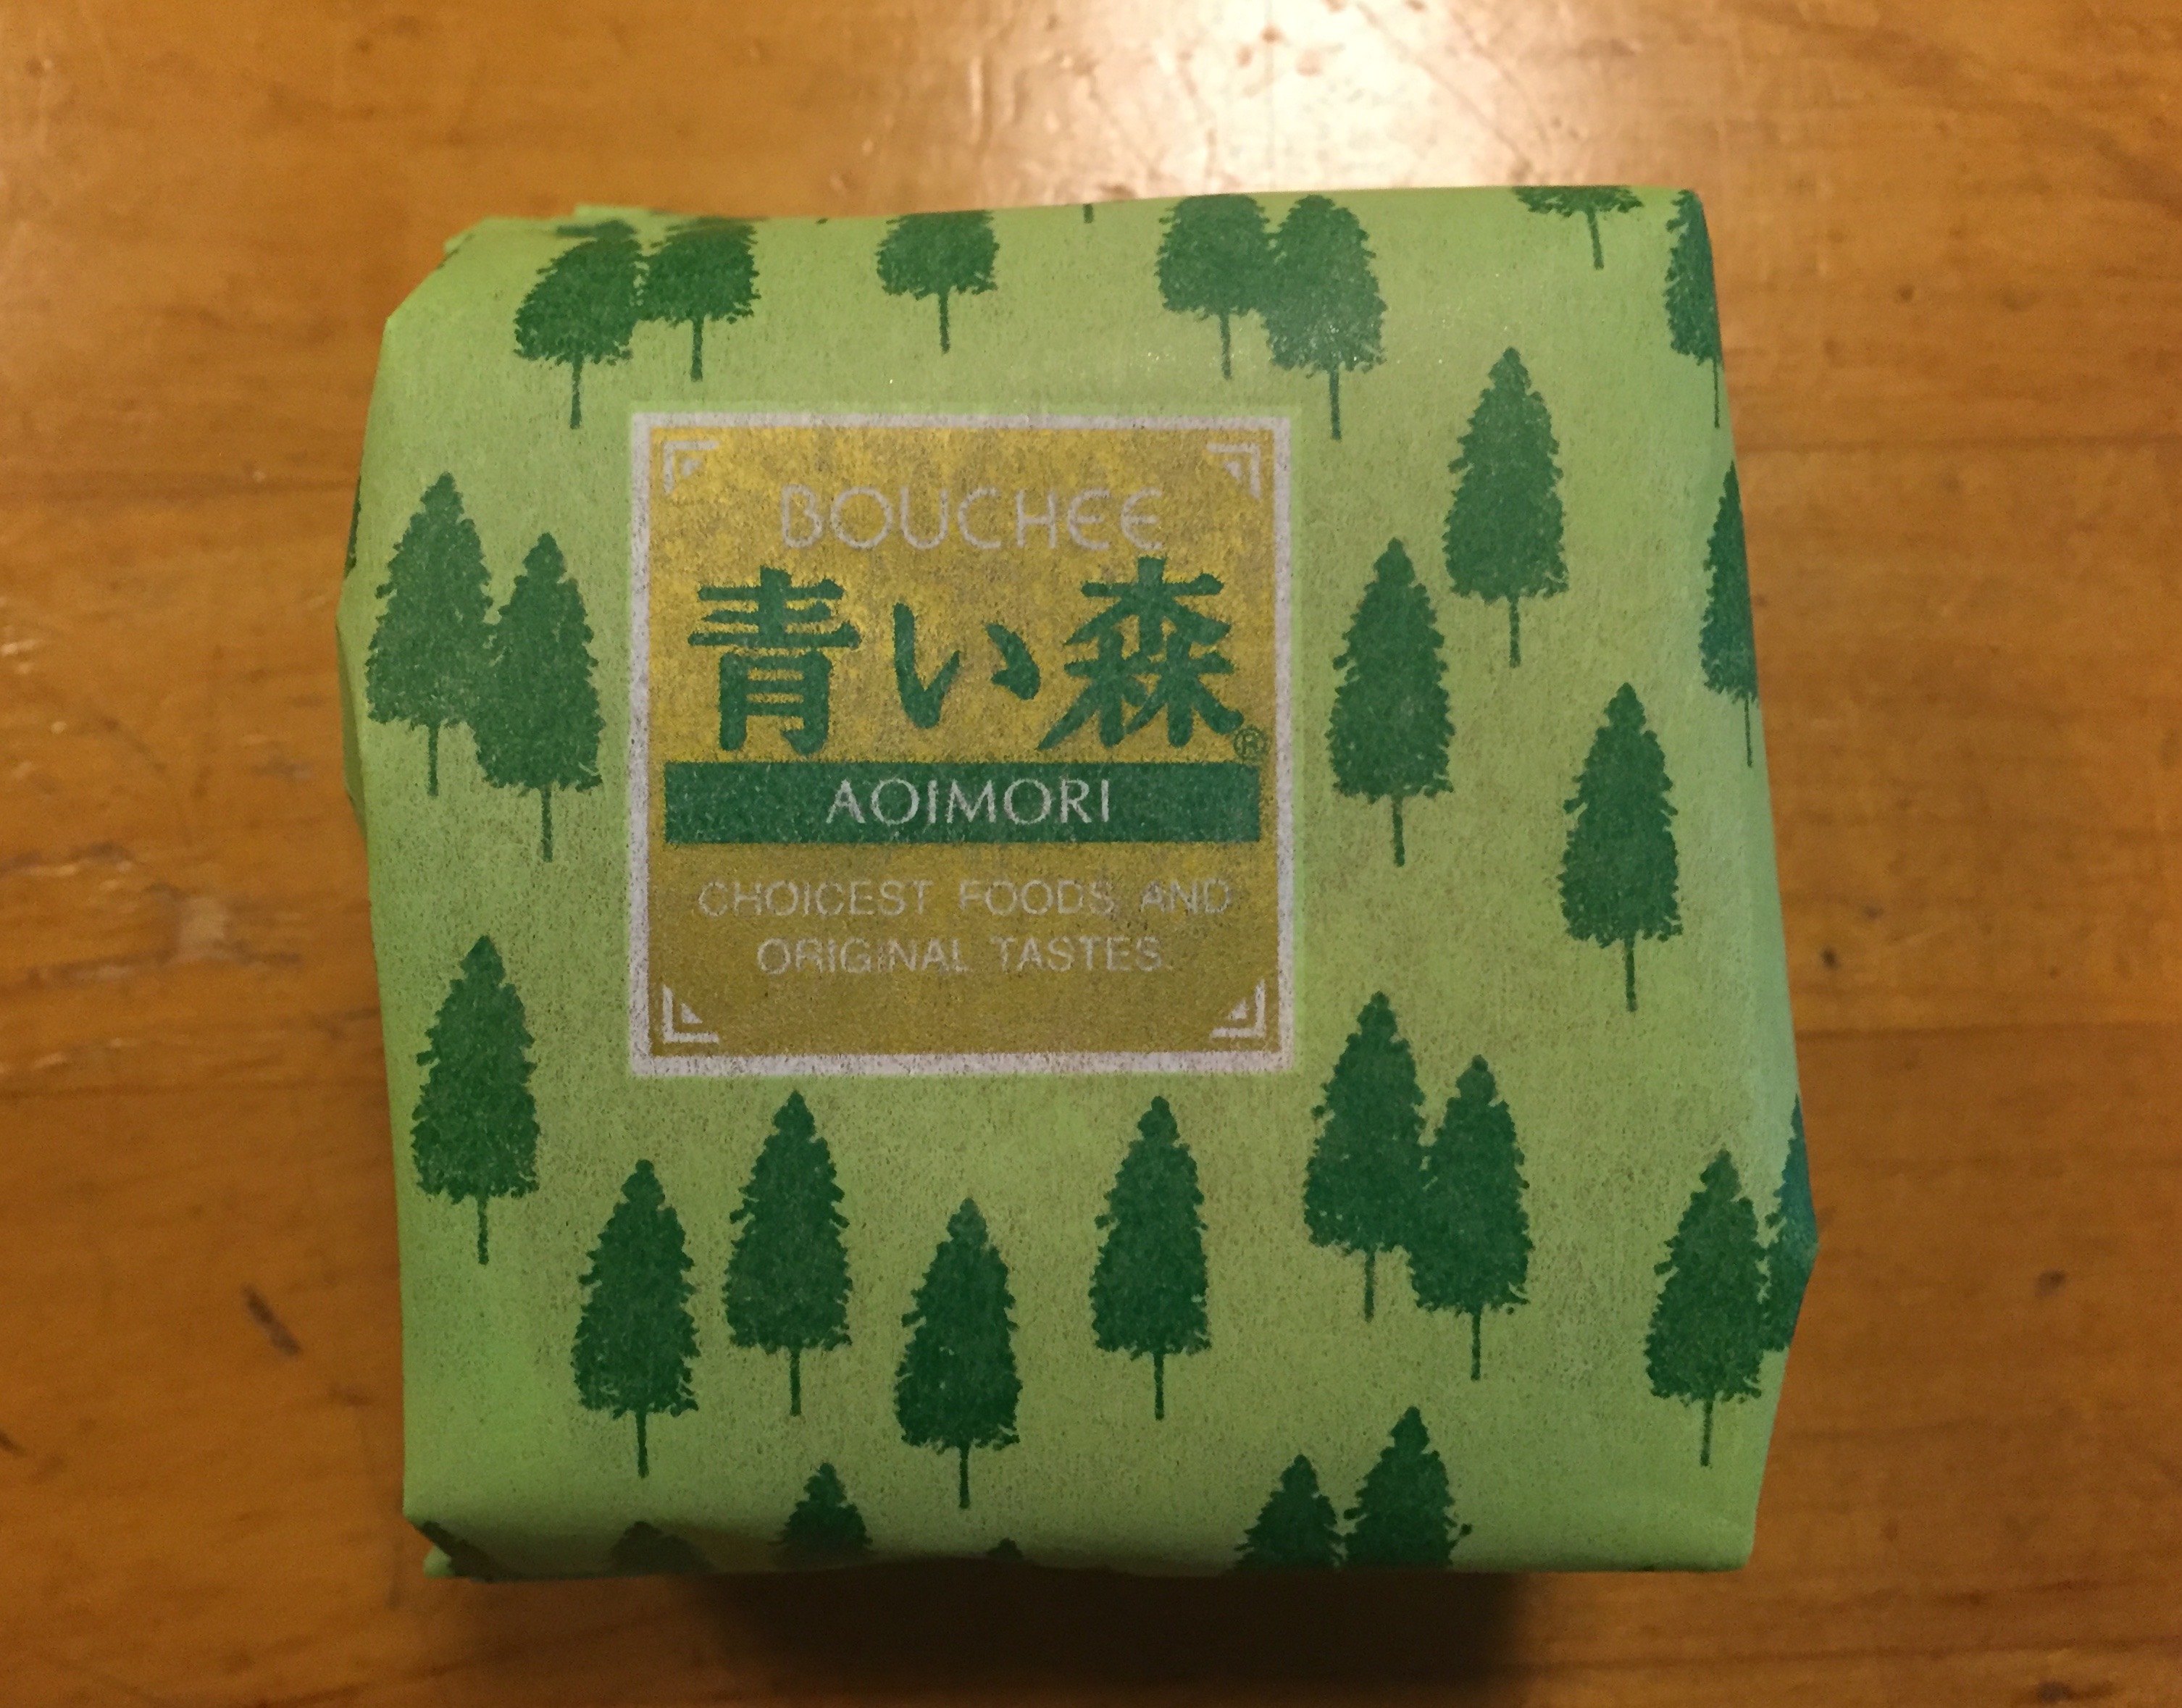 BOUCHEE
青い森®
AOIMORI
CHOICEST FOODS AND
ORIGINAL TASTES.